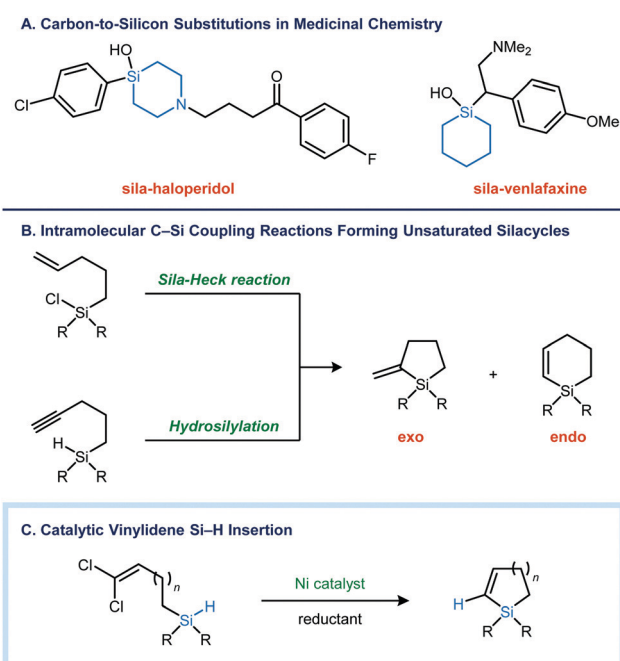 A. Carbon-to-Silicon Substitutions in Medicinal Chemistry
HO
Si
Cl
N
O
F
sila-haloperidol
NMe2
HO
Si
OMe
sila-venlafaxine
B. Intramolecular C–Si Coupling Reactions Forming Unsaturated Silacycles
Cl
Si
R R
Sila-Heck reaction
H
Si
R R
Hydrosilylation
Si
R R
exo
+
Si
R R
endo
C. Catalytic Vinylidene Si–H Insertion
Cl
Cl
( )n
H
Si
R R
Ni catalyst
reductant
( )n
H
Si
R R